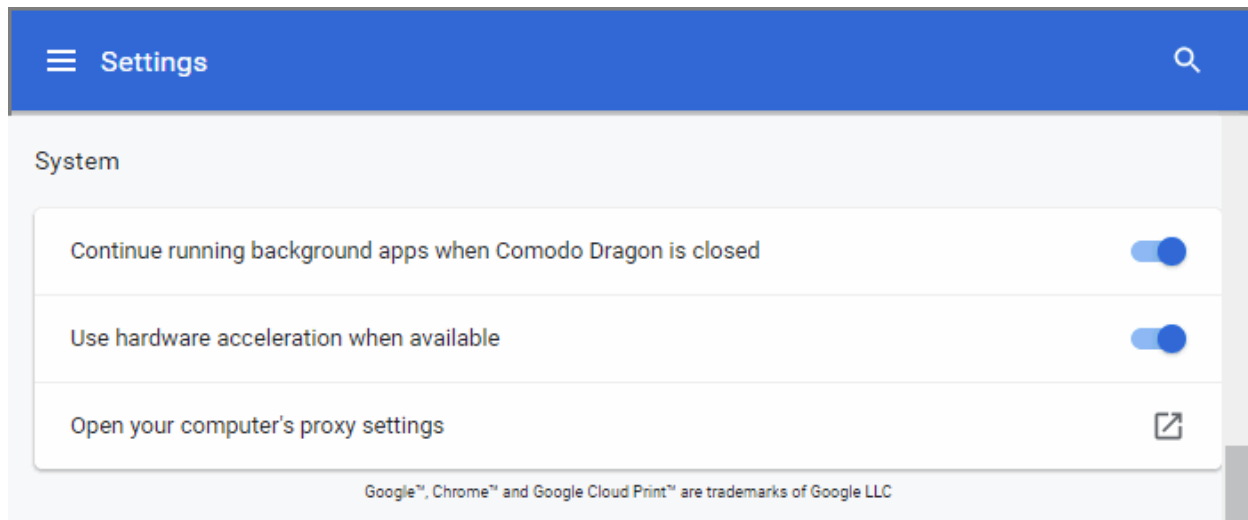 Settings
System
Continue running background apps when Comodo Dragon is closed
Use hardware acceleration when available
Open your computer's proxy settings
Google™, Chrome™ and Google Cloud Print™ are trademarks of Google LLC